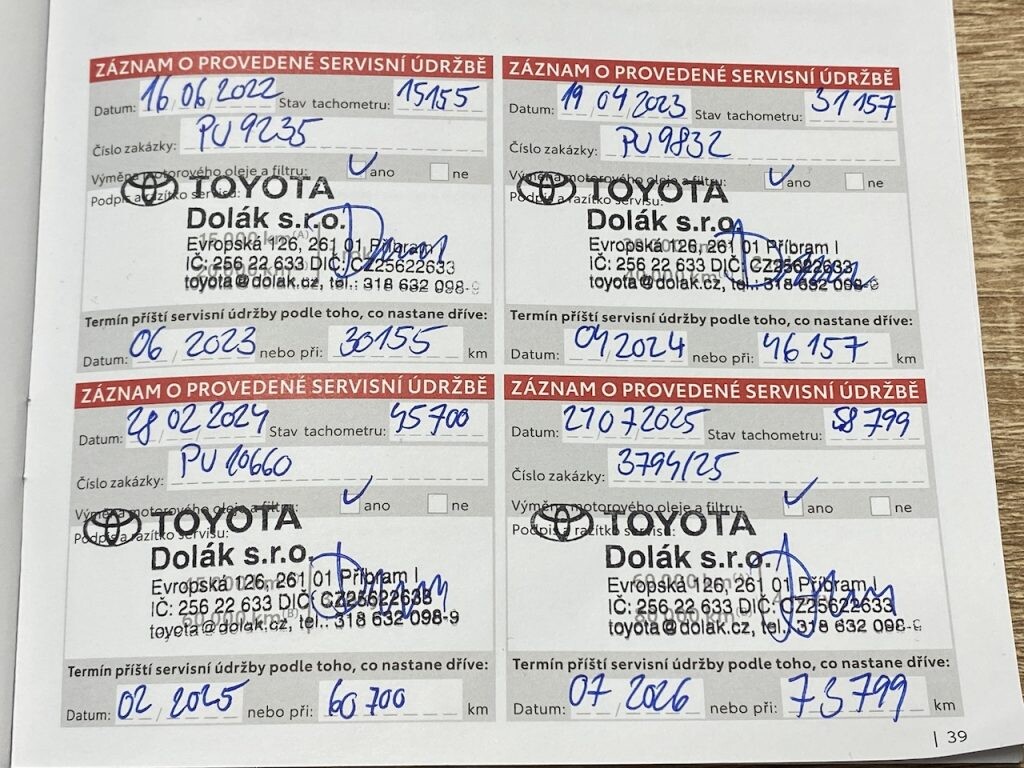 ZÁZNAM O PROVEDENÉ SERVISNÍ ÚDRŽBĚ
Datum: 16 06 2022 Stav tachometru: 15155
Číslo zakázky: PU 9235
Výměna motorového oleje a filtru: ano ne
Podpis a razítko servisu:
TOYOTA
Dolák s.r.o.
Evropská 126, 261 01 Příbram I
IČ: 256 22 633 DIČ: CZ25622633
toyota@dolak.cz, tel.: 318 632 098-9
Termín příští servisní údržby podle toho, co nastane dříve:
Datum: 06 2023 nebo při: 30155 km
ZÁZNAM O PROVEDENÉ SERVISNÍ ÚDRŽBĚ
Datum: 19 04 2023 Stav tachometru: 31157
Číslo zakázky: PU 9832
Výměna motorového oleje a filtru: ano ne
Podpis a razítko servisu:
TOYOTA
Dolák s.r.o.
Evropská 126, 261 01 Příbram I
IČ: 256 22 633 DIČ: CZ25622633
toyota@dolak.cz, tel.: 318 632 098-9
Termín příští servisní údržby podle toho, co nastane dříve:
Datum: 04 2024 nebo při: 46157 km
ZÁZNAM O PROVEDENÉ SERVISNÍ ÚDRŽBĚ
Datum: 28 02 2024 Stav tachometru: 45700
Číslo zakázky: PU 10660
Výměna motorového oleje a filtru: ano ne
Podpis a razítko servisu:
TOYOTA
Dolák s.r.o.
Evropská 126, 261 01 Příbram I
IČ: 256 22 633 DIČ: CZ25622633
toyota@dolak.cz, tel.: 318 632 098-9
60 000 km (B)
Termín příští servisní údržby podle toho, co nastane dříve:
Datum: 02 2025 nebo při: 60700 km
ZÁZNAM O PROVEDENÉ SERVISNÍ ÚDRŽBĚ
Datum: 21 07 2025 Stav tachometru: 58799
Číslo zakázky: 3794/25
Výměna motorového oleje a filtru: ano ne
Podpis a razítko servisu:
TOYOTA
Dolák s.r.o.
Evropská 126, 261 01 Příbram I
IČ: 256 22 633 DIČ: CZ25622633
toyota@dolak.cz, tel.: 318 632 098-9
Termín příští servisní údržby podle toho, co nastane dříve:
Datum: 07 2026 nebo při: 73799 km
| 39